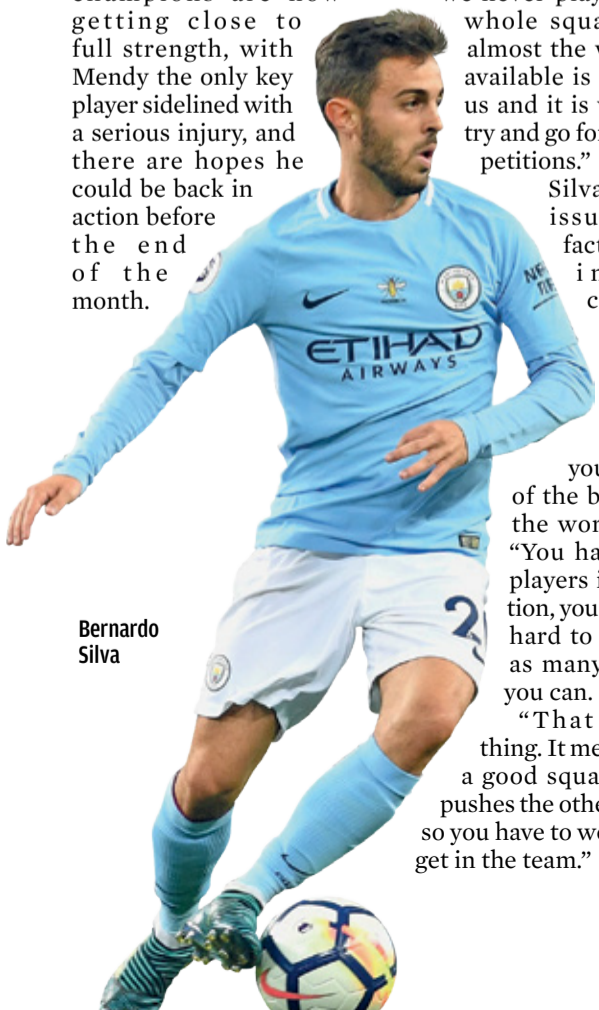 getting close to
full strength, with
Mendy the only key
player sidelined with
a serious injury, and
there are hopes he
could be back in
action before
the end
of the
month.
whole squa
almost the
available is
us and it is
try and go for
petitions.”
Silva
issu
fact
ETIHAD
AIRWAYS
Bernardo
Silva
you
of the b
the wor
“You ha
players i
tion, you
hard to
as many
you can.
“That
thing. It me
a good squa
pushes the othe
so you have to wo
get in the team.”